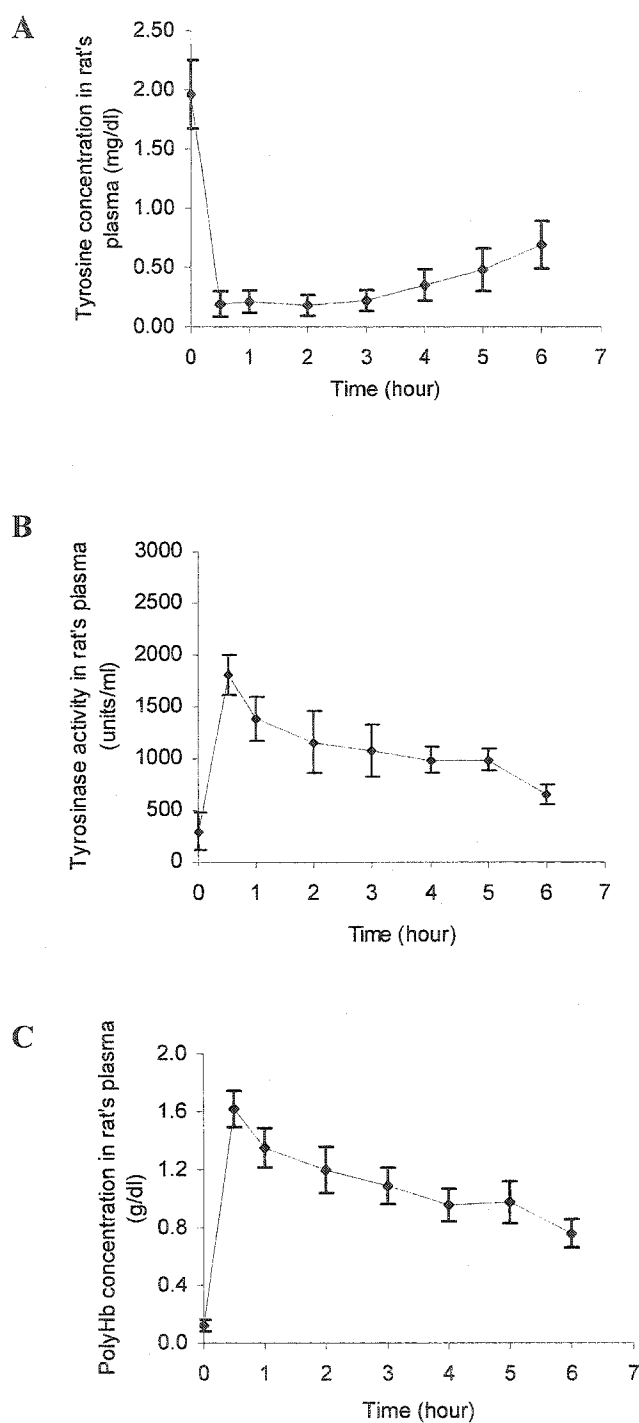 A
Tyrosine concentration in rat's
plasma (mg/dl)
2.50
2.00
1.50
1.00
0.50
0.00
0 1 2 3 4 5 6 7
Time (hour)
B
Tyrosinase activity in rat's plasma
(units/ml)
3000
2500
2000
1500
1000
500
0
0 1 2 3 4 5 6 7
Time (hour)
C
PolyHb concentration in rat's plasma
(g/dl)
2.0
1.6
1.2
0.8
0.4
0.0
0 1 2 3 4 5 6 7
Time (hour)